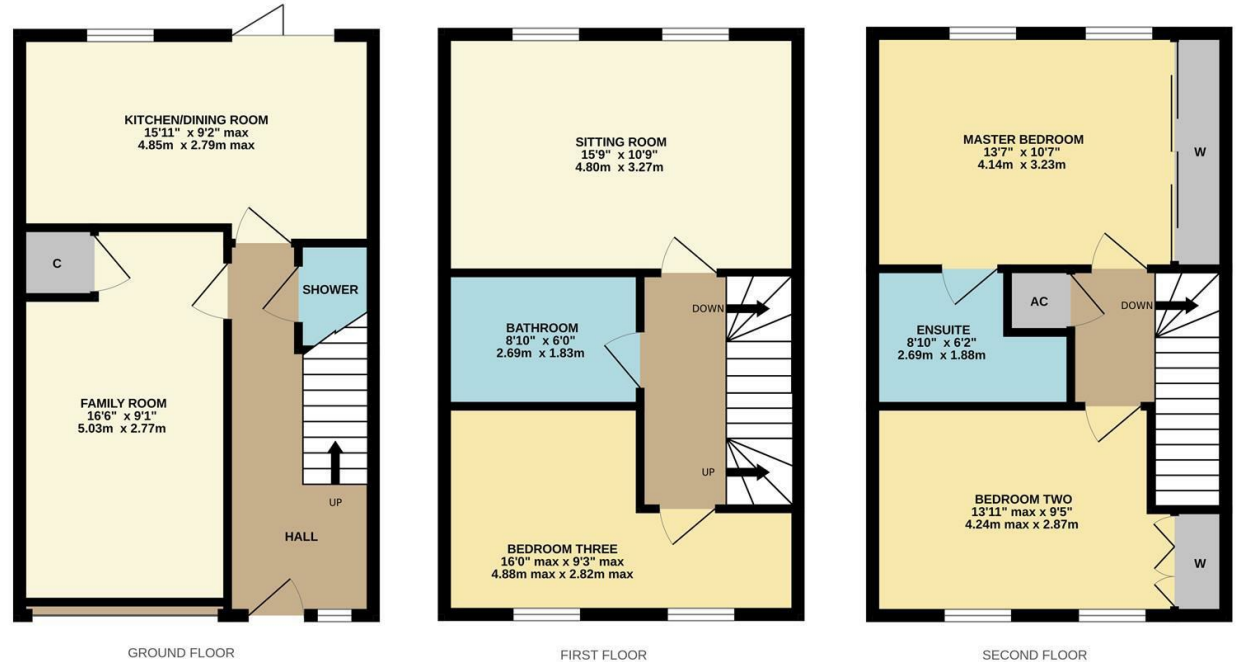 KITCHEN/DINING ROOM
15'11" x 9'2" max
4.85m x 2.79m max
C
SHOWER
FAMILY ROOM
16'6" x 9'1"
5.03m x 2.77m
UP
HALL
GROUND FLOOR
SITTING ROOM
15'9" x 10'9"
4.80m x 3.27m
DOWN
BATHROOM
8'10" x 6'0"
2.69m x 1.83m
UP
BEDROOM THREE
16'0" max x 9'3" max
4.88m max x 2.82m max
FIRST FLOOR
MASTER BEDROOM
13'7" x 10'7"
4.14m x 3.23m
W
AC
DOWN
ENSUITE
8'10" x 6'2"
2.69m x 1.88m
BEDROOM TWO
13'11" max x 9'5"
4.24m max x 2.87m
W
SECOND FLOOR